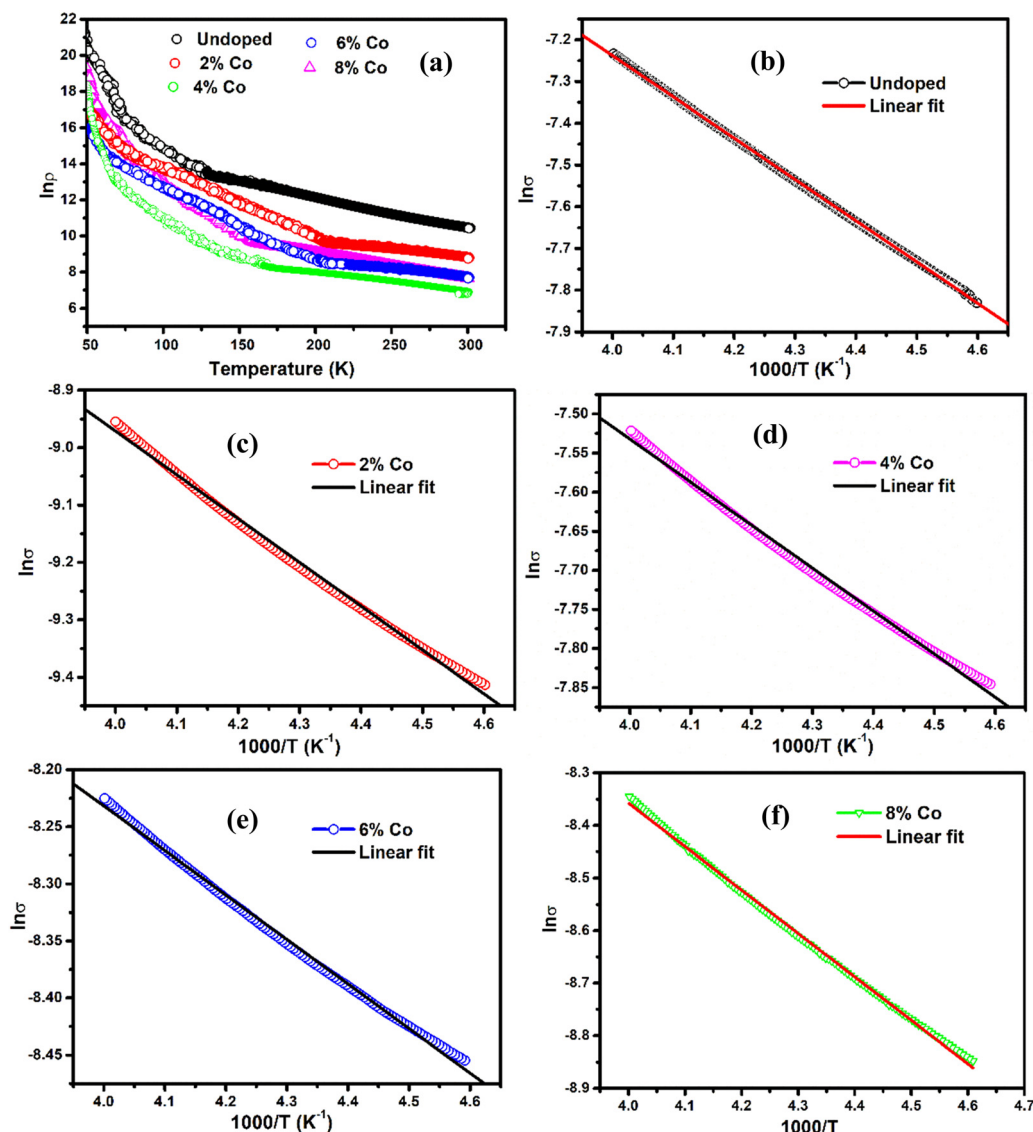 22
20
18
16
14
12
10
8
6
lnρ
Undoped
2% Co
4% Co
6% Co
8% Co
(a)
50 100 150 200 250 300
Temperature (K)
-7.2
-7.3
-7.4
-7.5
-7.6
-7.7
-7.8
-7.9
lnσ
(b)
Undoped
Linear fit
4.0 4.1 4.2 4.3 4.4 4.5 4.6
1000/T (K⁻¹)
-8.9
-9.0
-9.1
-9.2
-9.3
-9.4
lnσ
(c)
2% Co
Linear fit
4.0 4.1 4.2 4.3 4.4 4.5 4.6
1000/T (K⁻¹)
-7.50
-7.55
-7.60
-7.65
-7.70
-7.75
-7.80
-7.85
lnσ
(d)
4% Co
Linear fit
4.0 4.1 4.2 4.3 4.4 4.5 4.6
1000/T (K⁻¹)
-8.20
-8.25
-8.30
-8.35
-8.40
-8.45
lnσ
(e)
6% Co
Linear fit
4.0 4.1 4.2 4.3 4.4 4.5 4.6
1000/T (K⁻¹)
-8.3
-8.4
-8.5
-8.6
-8.7
-8.8
-8.9
lnσ
(f)
8% Co
Linear fit
4.0 4.1 4.2 4.3 4.4 4.5 4.6 4.7
1000/T